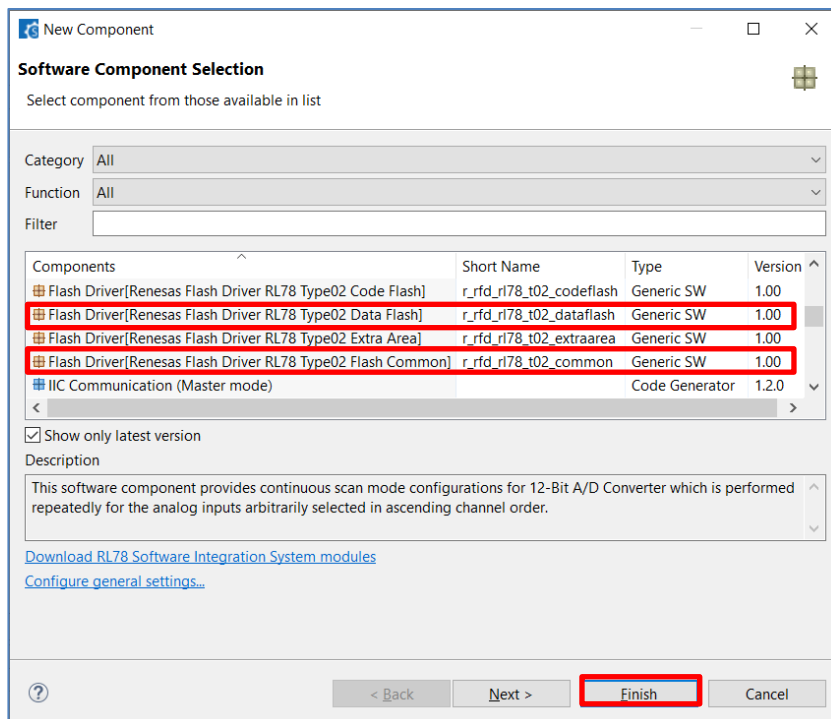 New Component
Software Component Selection
Select component from those available in list
Category All
Function All
Filter
Components Short Name Type Version
Flash Driver[Renesas Flash Driver RL78 Type02 Code Flash] r_rfd_rl78_t02_codeflash Generic SW 1.00
Flash Driver[Renesas Flash Driver RL78 Type02 Data Flash] r_rfd_rl78_t02_dataflash Generic SW 1.00
Flash Driver[Renesas Flash Driver RL78 Type02 Extra Area] r_rfd_rl78_t02_extraarea Generic SW 1.00
Flash Driver[Renesas Flash Driver RL78 Type02 Flash Common] r_rfd_rl78_t02_common Generic SW 1.00
IIC Communication (Master mode) Code Generator 1.2.0
Show only latest version
Description
This software component provides continuous scan mode configurations for 12-Bit A/D Converter which is performed
repeatedly for the analog inputs arbitrarily selected in ascending channel order.
Download RL78 Software Integration System modules
Configure general settings...
? < Back Next > Finish Cancel